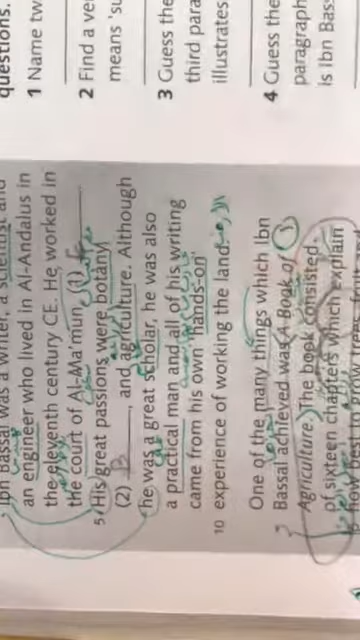 questions.
1 Name tw
2 Find a ve
means 'su
3 Guess the
third para
illustrates
4 Guess the
paragraph
is Ibn Bas
Ibn Bassal was a writer, a scientist and
an engineer who lived in Al-Andalus in
the eleventh century CE. He worked in
the court of Al-Ma'mun. (1) F
5 His great passions were botany
(2) B, and agriculture. Although
he was a great scholar, he was also
a practical man and all of his writing
came from his own 'hands-on'
10 experience of working the land.
One of the many things which Ibn
Bassal achieved was A Book of
Agriculture. The book consisted
of sixteen chapters which explain
how best to grow trees